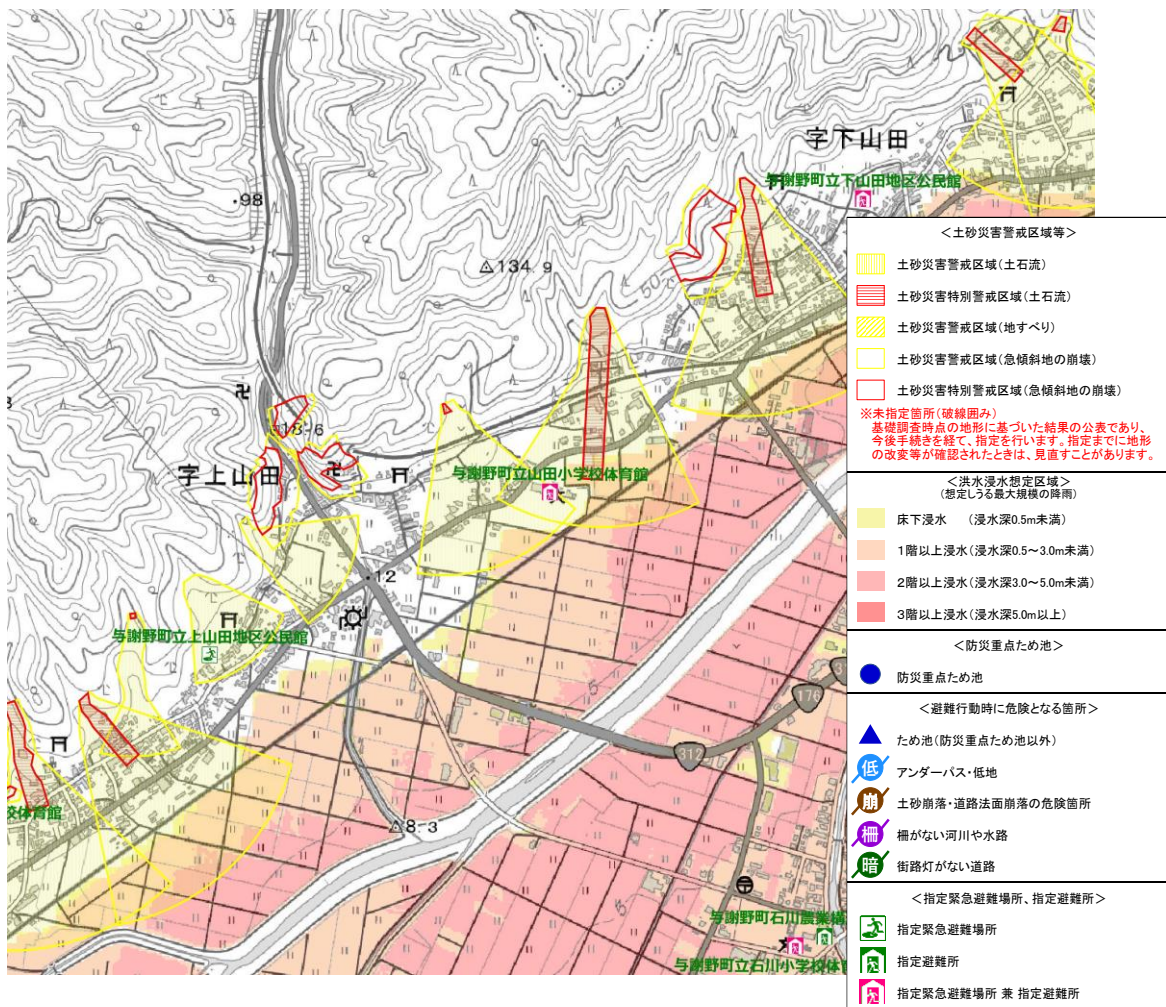 字下山田
与謝野町立下山田地区公民館
98
134.9
50
字上山田
与謝野町立山田小学校体育館
12
与謝野町立上山田地区公民館
176
312
8.3
校体育館
与謝野町石川農業構
与謝野町立石川小学校体
<土砂災害警戒区域等>
土砂災害警戒区域(土石流)
土砂災害特別警戒区域(土石流)
土砂災害警戒区域(地すべり)
土砂災害警戒区域(急傾斜地の崩壊)
土砂災害特別警戒区域(急傾斜地の崩壊)
※未指定箇所(破線囲み)
基礎調査時点の地形に基づいた結果の公表であり、
今後手続きを経て、指定を行います。指定までに地形
の改変等が確認されたときは、見直すことがあります。
<洪水浸水想定区域>
(想定しうる最大規模の降雨)
床下浸水 (浸水深0.5m未満)
1階以上浸水(浸水深0.5~3.0m未満)
2階以上浸水(浸水深3.0~5.0m未満)
3階以上浸水(浸水深5.0m以上)
<防災重点ため池>
防災重点ため池
<避難行動時に危険となる箇所>
ため池(防災重点ため池以外)
低 アンダーパス・低地
崩 土砂崩落・道路法面崩落の危険箇所
柵 柵がない河川や水路
暗 街路灯がない道路
<指定緊急避難場所、指定避難所>
指定緊急避難場所
指定避難所
指定緊急避難場所 兼 指定避難所